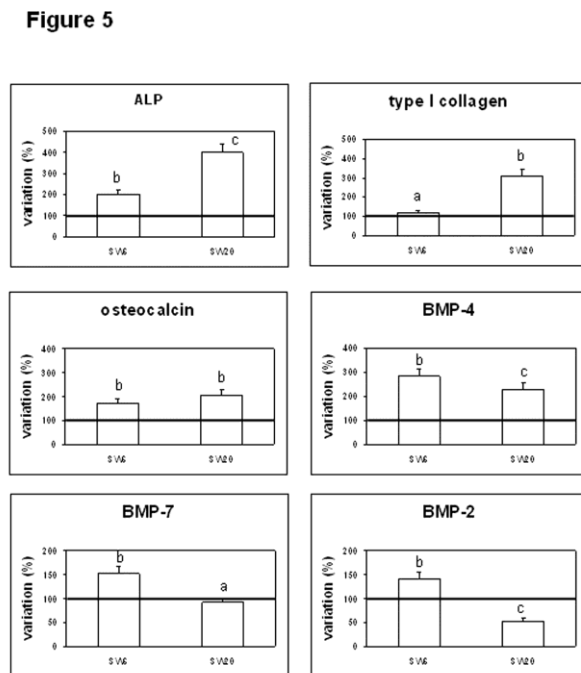 Figure 5
ALP
variation (%)
500
400
300
200
100
0
b
c
SW6
SW20
type I collagen
variation (%)
500
400
300
200
100
0
a
b
SW6
SW20
osteocalcin
variation (%)
400
300
200
100
0
b
b
SW6
SW20
BMP-4
variation (%)
400
300
200
100
0
b
c
SW6
SW20
BMP-7
variation (%)
200
150
100
50
0
b
a
SW6
SW20
BMP-2
variation (%)
200
150
100
50
0
b
c
SW6
SW20